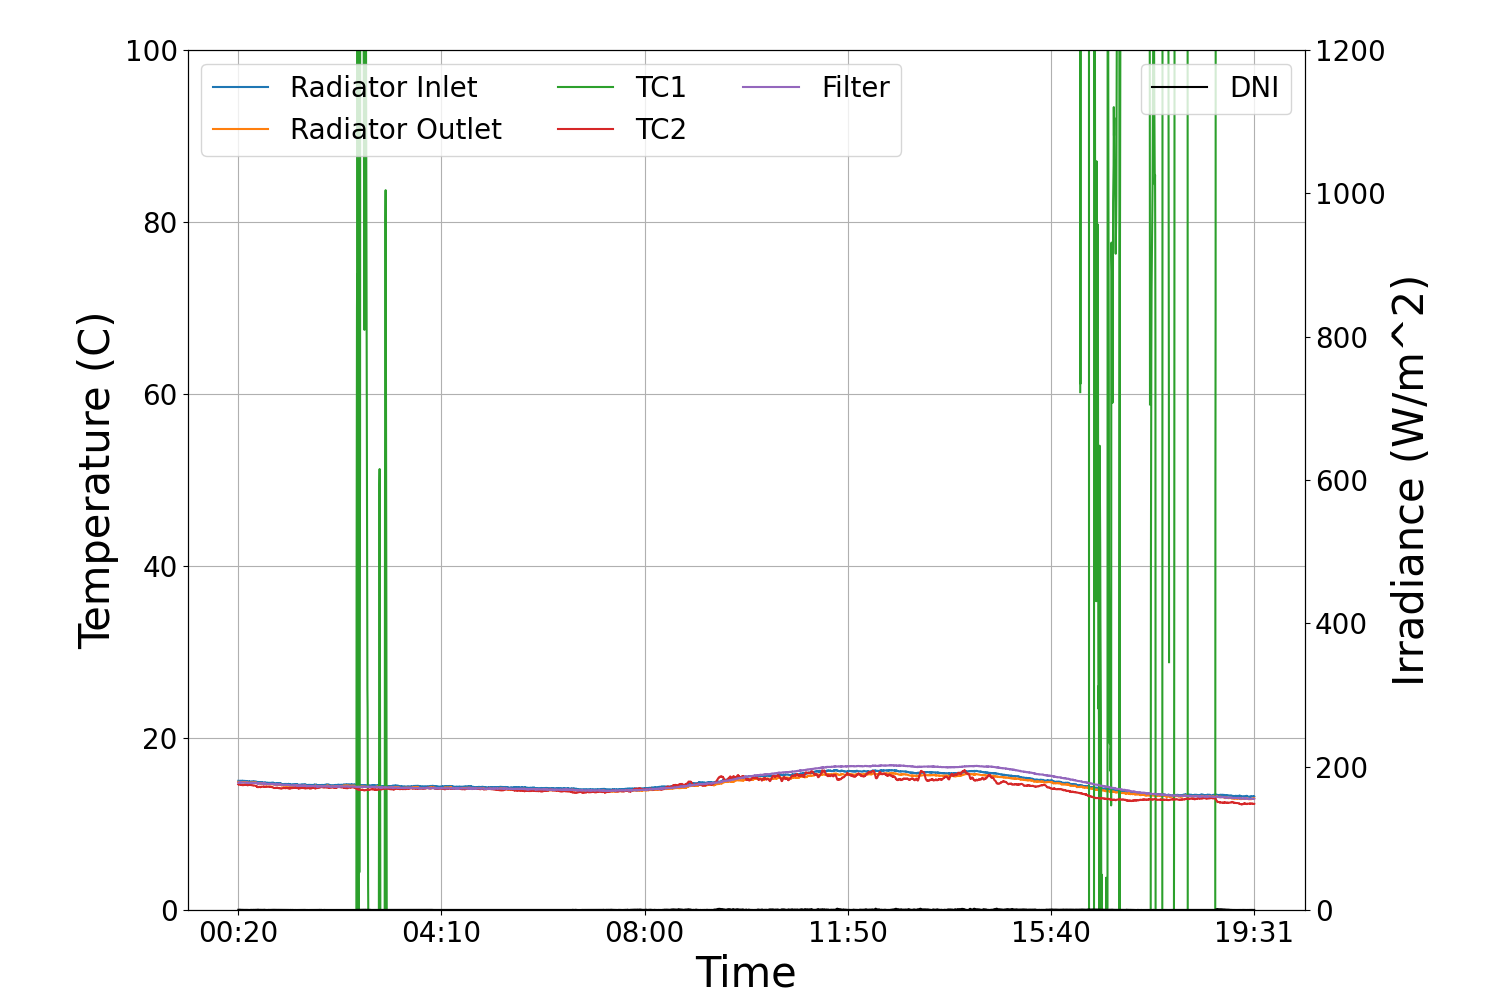 100
80
60
40
20
0
Temperature (C)
Radiator Inlet
Radiator Outlet
TC1
TC2
Filter
DNI
1200
1000
800
600
400
200
0
Irradiance (W/m^2)
00:20 04:10 08:00 11:50 15:40 19:31
Time